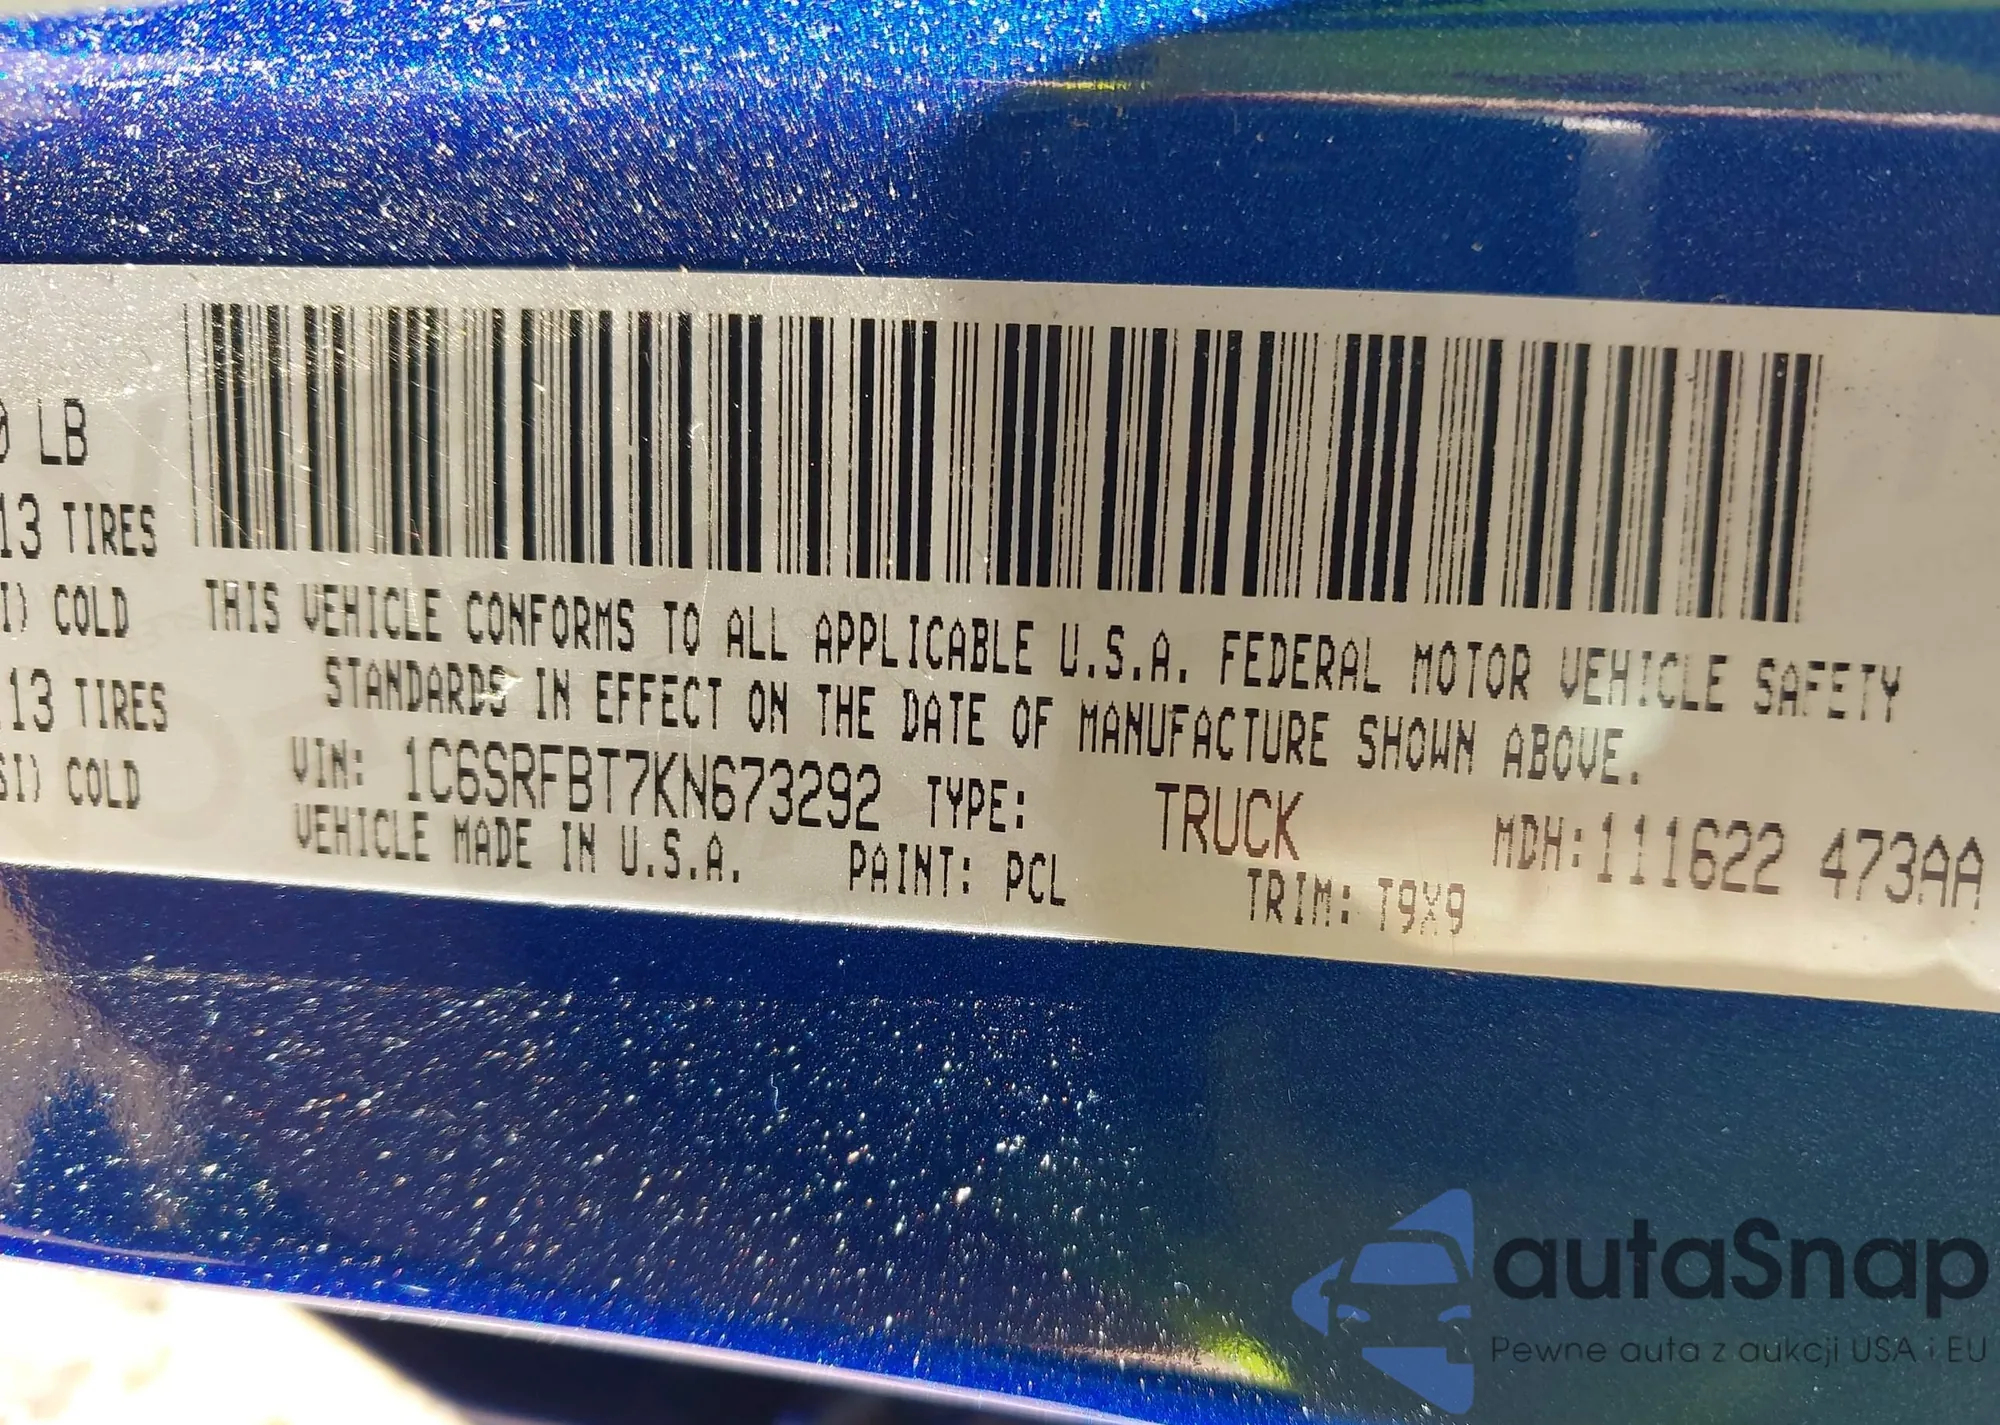 0 LB
13 TIRES
I) COLD
13 TIRES
SI) COLD
THIS VEHICLE CONFORMS TO ALL APPLICABLE U.S.A. FEDERAL MOTOR VEHICLE SAFETY
STANDARDS IN EFFECT ON THE DATE OF MANUFACTURE SHOWN ABOVE.
VIN: 1C6SRFBT7KN673292 TYPE: TRUCK MDH:111622 473AA
VEHICLE MADE IN U.S.A. PAINT: PCL TRIM: T9X9
autaSnap
Pewne auta z aukcji USA i EU